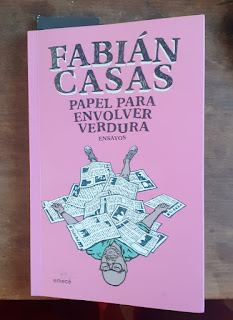 FABIÁN
CASAS
PAPEL PARA
ENVOLVER
VERDURA
ENSAYOS
emecé